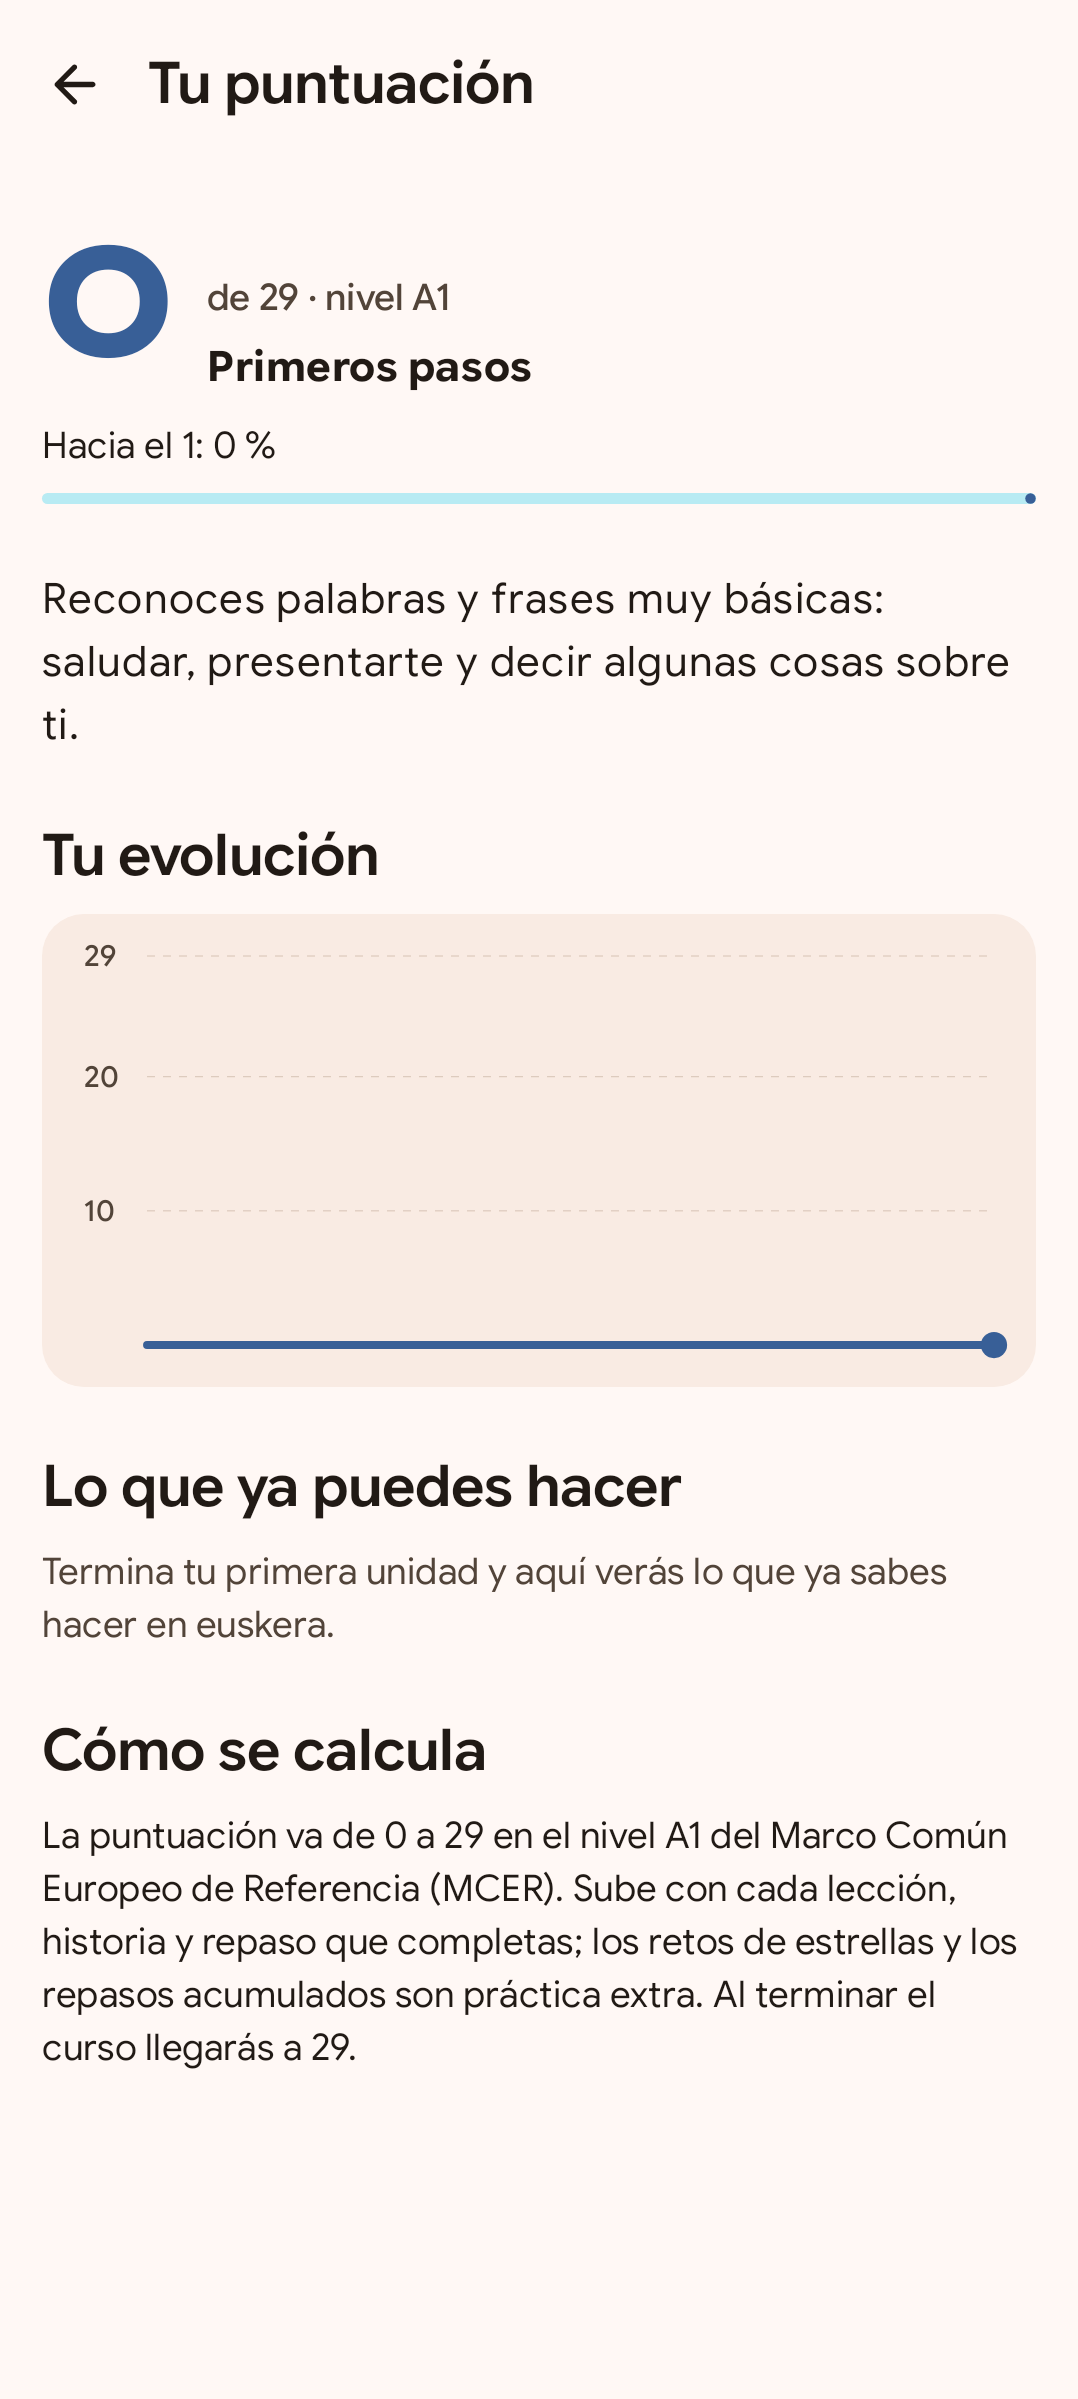 Tu puntuación
0
de 29 · nivel A1
Primeros pasos
Hacia el 1: 0 %
Reconoces palabras y frases muy básicas:
saludar, presentarte y decir algunas cosas sobre
ti.
Tu evolución
29
20
10
Lo que ya puedes hacer
Termina tu primera unidad y aquí verás lo que ya sabes
hacer en euskera.
Cómo se calcula
La puntuación va de 0 a 29 en el nivel A1 del Marco Común
Europeo de Referencia (MCER). Sube con cada lección,
historia y repaso que completas; los retos de estrellas y los
repasos acumulados son práctica extra. Al terminar el
curso llegarás a 29.